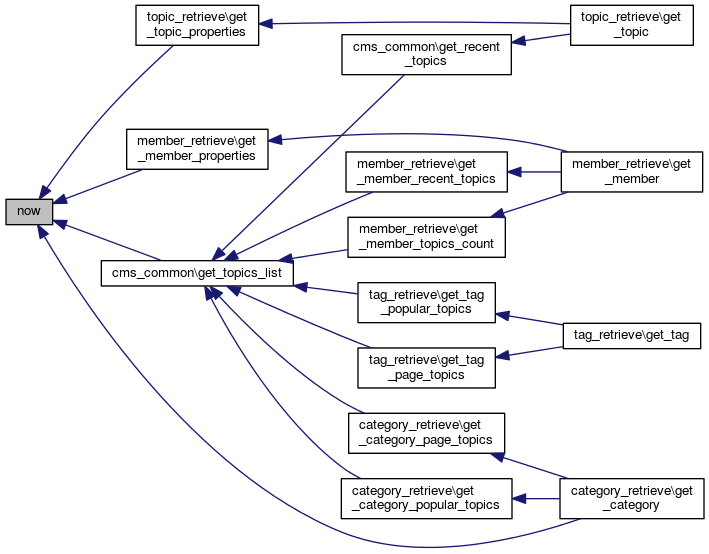 topic_retrieve\get
_topic_properties
topic_retrieve\get
_topic
cms_common\get_recent
_topics
member_retrieve\get
_member_properties
member_retrieve\get
_member_recent_topics
member_retrieve\get
_member
now
member_retrieve\get
_member_topics_count
cms_common\get_topics_list
tag_retrieve\get_tag
_popular_topics
tag_retrieve\get_tag
tag_retrieve\get_tag
_page_topics
category_retrieve\get
_category_page_topics
category_retrieve\get
_category_popular_topics
category_retrieve\get
_category